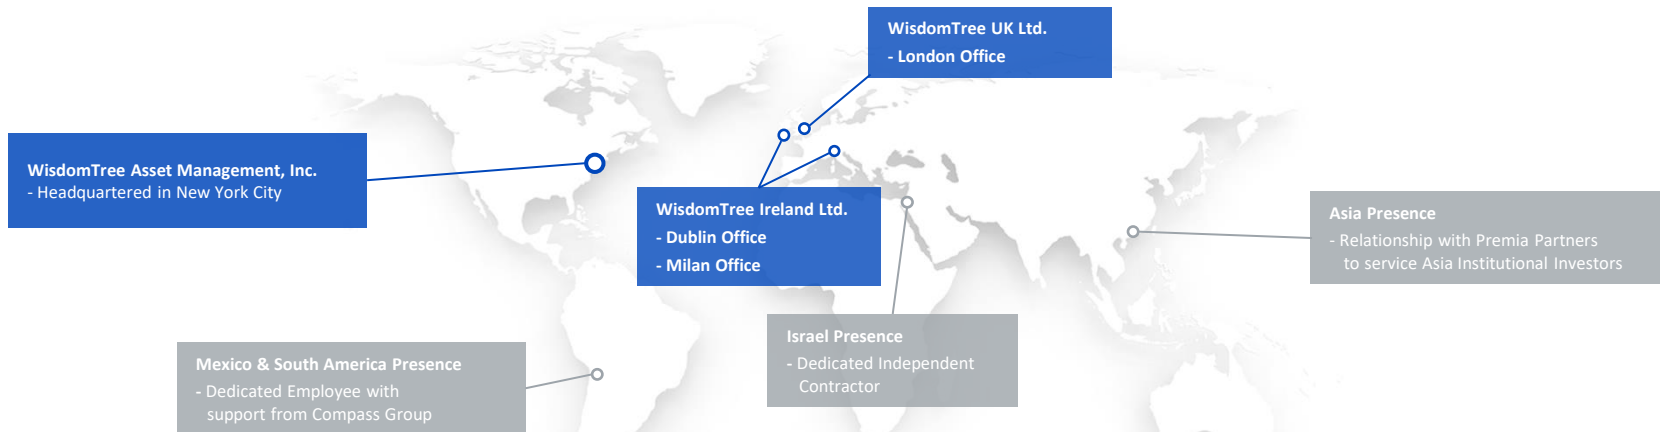 WisdomTree UK Ltd.
- London Office
WisdomTree Asset Management, Inc.
- Headquartered in New York City
WisdomTree Ireland Ltd.
- Dublin Office
- Milan Office
Asia Presence
- Relationship with Premia Partners
to service Asia Institutional Investors
Israel Presence
- Dedicated Independent
Contractor
Mexico & South America Presence
- Dedicated Employee with
support from Compass Group